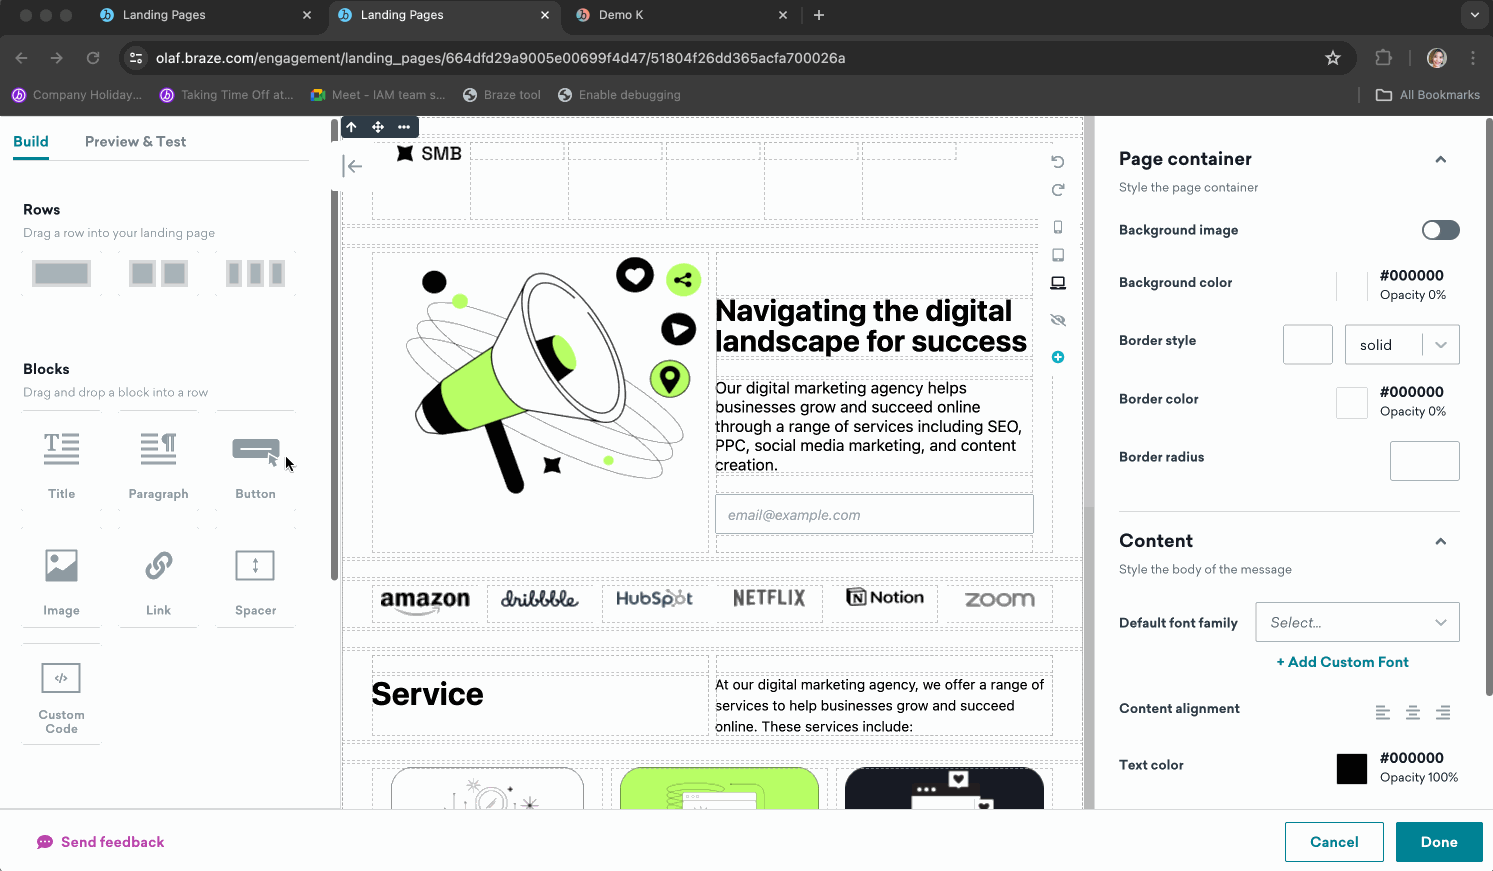 Landing Pages
Landing Pages
Demo K
olaf.braze.com/engagement/landing_pages/664dfd29a9005e00699f4d47/51804f26dd365acfa700026a
Company Holiday...
Taking Time Off at...
Meet - IAM team s...
Braze tool
Enable debugging
All Bookmarks
Build
Preview & Test
Rows
Drag a row into your landing page
Blocks
Drag and drop a block into a row
Title
Paragraph
Button
Image
Link
Spacer
Custom
Code
SMB
Navigating the digital
landscape for success
Our digital marketing agency helps
businesses grow and succeed online
through a range of services including SEO,
PPC, social media marketing, and content
creation.
email@example.com
amazon
dribbble
HubSpot
NETFLIX
Notion
zoom
Service
At our digital marketing agency, we offer a range of
services to help businesses grow and succeed
online. These services include:
Page container
Style the page container
Background image
Background color
#000000
Opacity 0%
Border style
solid
Border color
#000000
Opacity 0%
Border radius
Content
Style the body of the message
Default font family
Select...
+ Add Custom Font
Content alignment
Text color
#000000
Opacity 100%
Send feedback
Cancel
Done